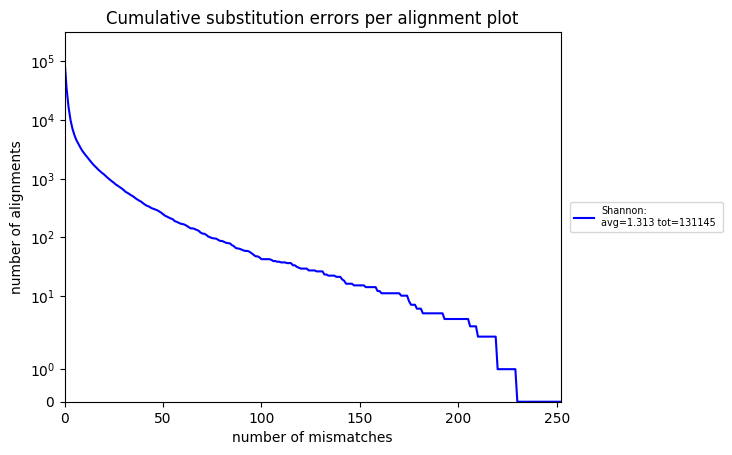 Cumulative substitution errors per alignment plot
number of alignments
10^5
10^4
10^3
10^2
10^1
10^0
0
0 50 100 150 200 250
number of mismatches
Shannon:
avg=1.313 tot=131145